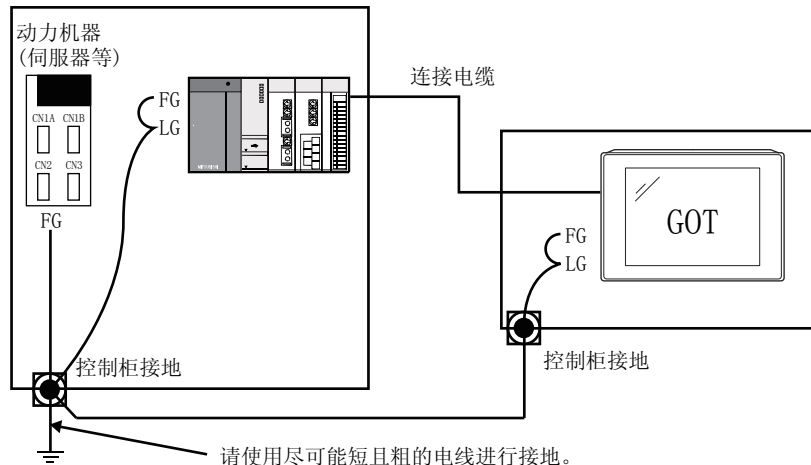 动力机器
(伺服器等)
CN1A CN1B
CN2 CN3
FG
FG
LG
MITSUBISHI
连接电缆
GOT
FG
LG
控制柜接地
控制柜接地
请使用尽可能短且粗的电线进行接地。